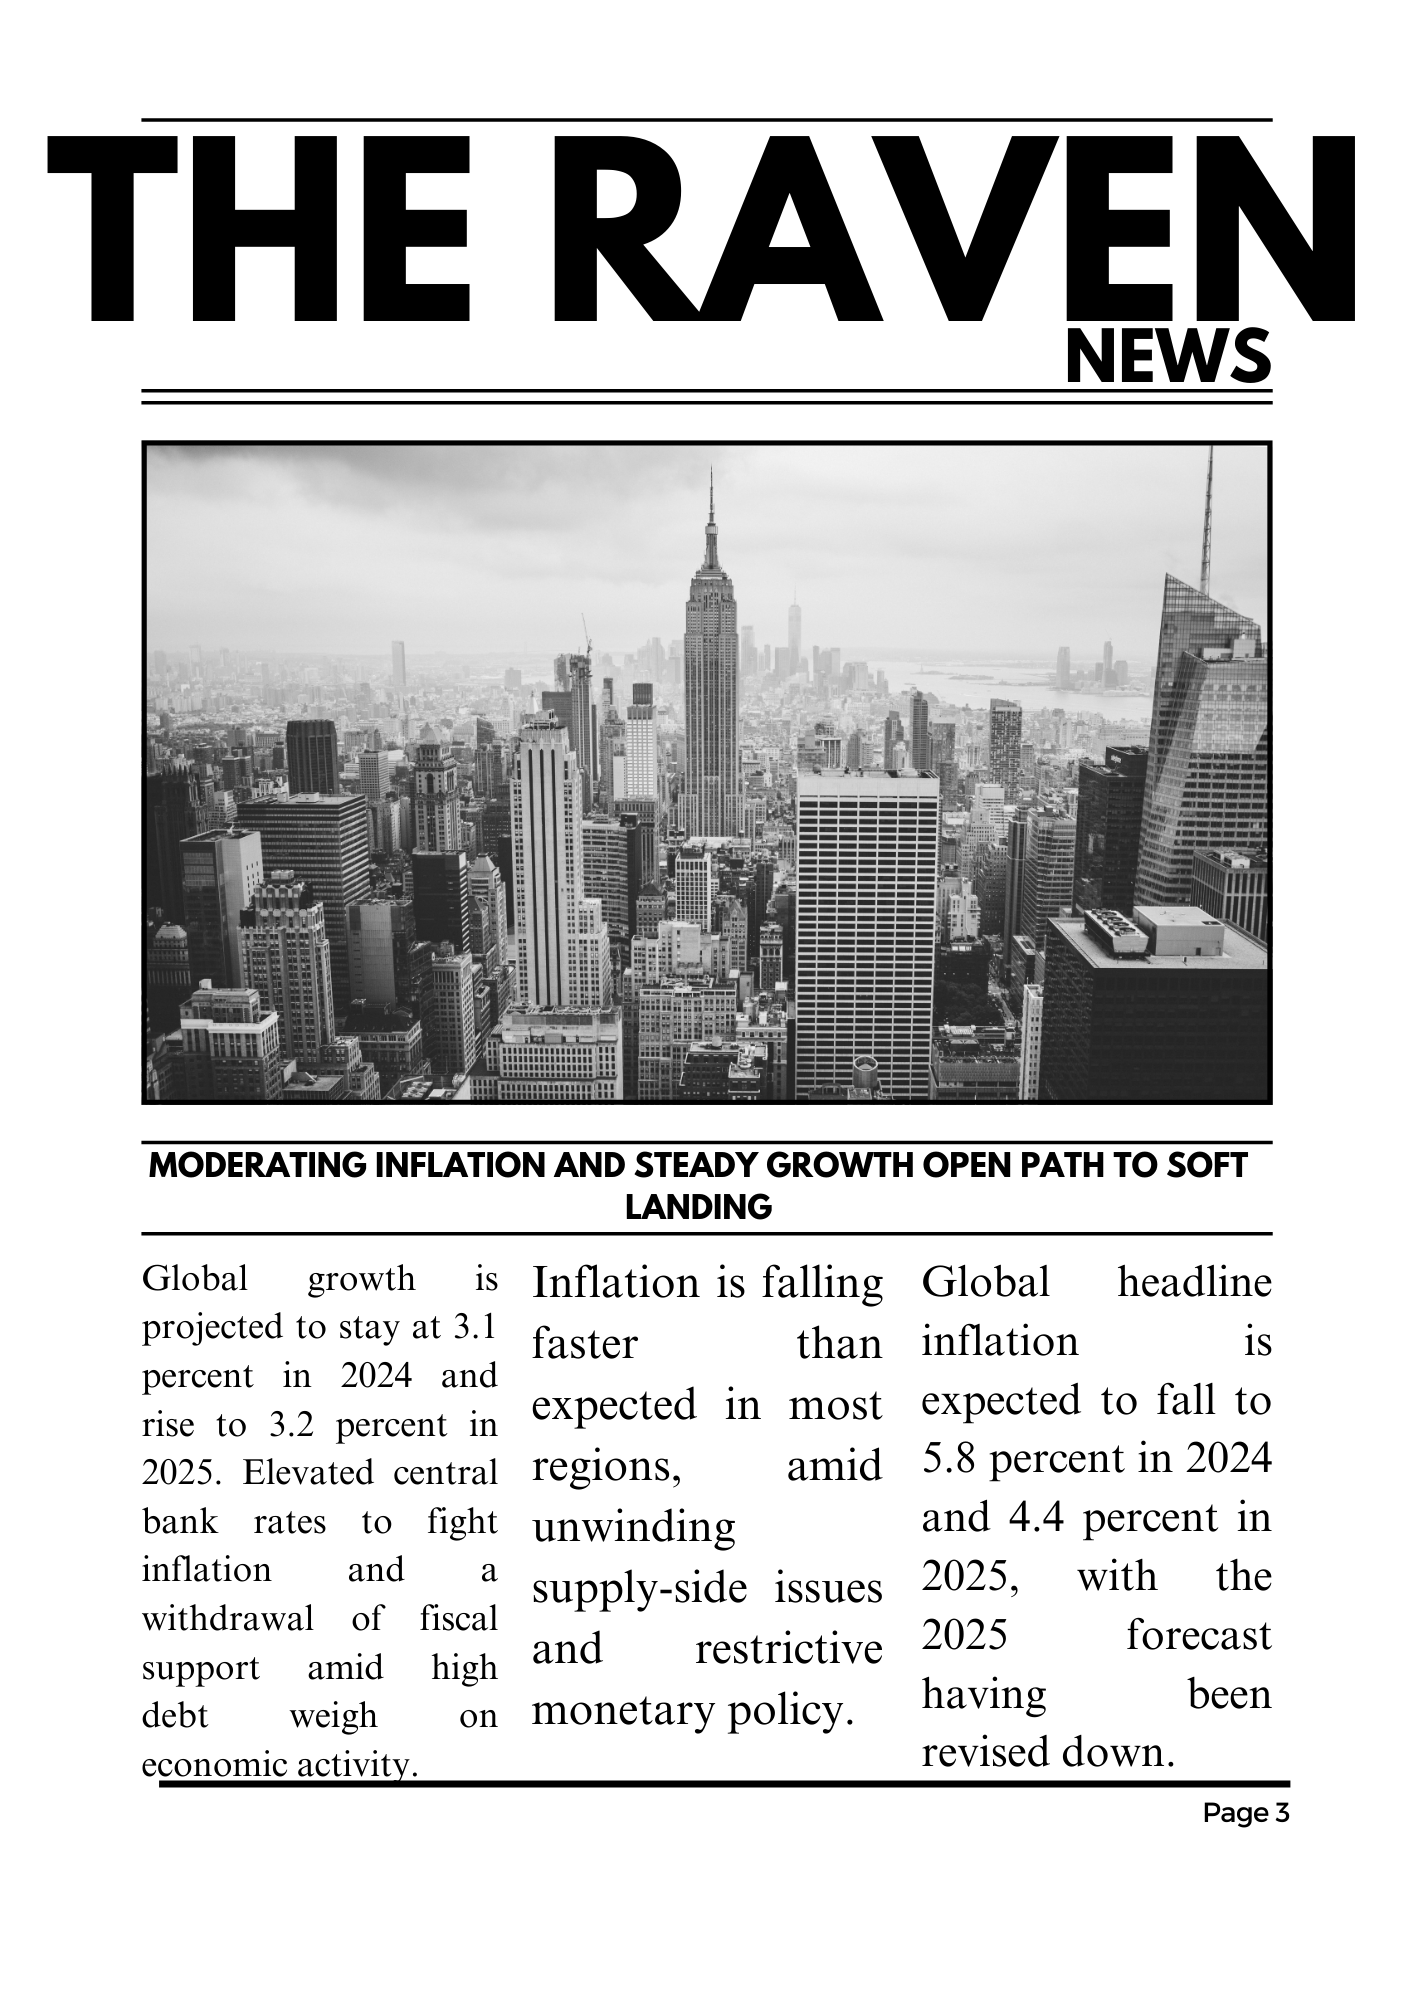 THE RAVEN
NEWS
MODERATING INFLATION AND STEADY GROWTH OPEN PATH TO SOFT
LANDING
Global growth is
projected to stay at 3.1
percent in 2024 and
rise to 3.2 percent in
2025. Elevated central
bank rates to fight
inflation and a
withdrawal of fiscal
support amid high
debt weigh on
economic activity.
Inflation is falling
faster than
expected in most
regions, amid
unwinding
supply-side issues
and restrictive
monetary policy.
Global headline
inflation is
expected to fall to
5.8 percent in 2024
and 4.4 percent in
2025, with the
2025 forecast
having been
revised down.
Page 3